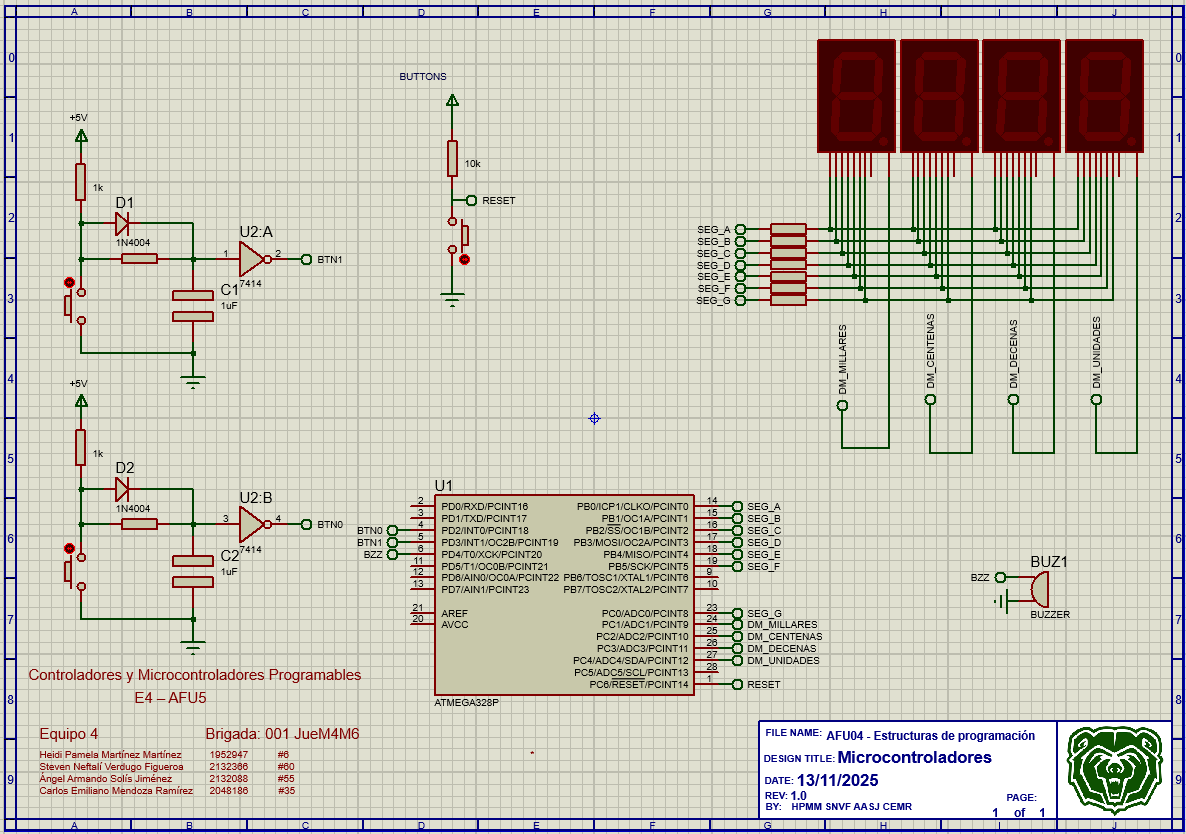 A B C D E F G H I J
0 0
1 1
2 2
3 3
4 4
5 5
6 6
7 7
8 8
9 9
BUTTONS
+5V
1k
D1
1N4004
U2:A
1 2
BTN1
7414
C1
1uF
10k
RESET
SEG_A
SEG_B
SEG_C
SEG_D
SEG_E
SEG_F
SEG_G
DM_MILLARES
DM_CENTENAS
DM_DECENAS
DM_UNIDADES
+5V
1k
D2
1N4004
U2:B
3 4
BTN0
7414
C2
1uF
U1
2 PD0/RXD/PCINT16 PB0/ICP1/CLKO/PCINT0 14 SEG_A
3 PD1/TXD/PCINT17 PB1/OC1A/PCINT1 15 SEG_B
BTN0 4 PD2/INT0/PCINT18 PB2/SS/OC1B/PCINT2 16 SEG_C
BTN1 5 PD3/INT1/OC2B/PCINT19 PB3/MOSI/OC2A/PCINT3 17 SEG_D
BZZ 6 PD4/T0/XCK/PCINT20 PB4/MISO/PCINT4 18 SEG_E
11 PD5/T1/OC0B/PCINT21 PB5/SCK/PCINT5 19 SEG_F
12 PD6/AIN0/OC0A/PCINT22 PB6/TOSC1/XTAL1/PCINT6 9
13 PD7/AIN1/PCINT23 PB7/TOSC2/XTAL2/PCINT7 10
21 AREF PC0/ADC0/PCINT8 23 SEG_G
20 AVCC PC1/ADC1/PCINT9 24 DM_MILLARES
PC2/ADC2/PCINT10 25 DM_CENTENAS
PC3/ADC3/PCINT11 26 DM_DECENAS
PC4/ADC4/SDA/PCINT12 27 DM_UNIDADES
PC5/ADC5/SCL/PCINT13 28
PC6/RESET/PCINT14 1 RESET
ATMEGA328P
BUZ1
BZZ
BUZZER
Controladores y Microcontroladores Programables
E4 – AFU5
Equipo 4 Brigada: 001 JueM4M6
Heidi Pamela Martínez Martínez 1952947 #6
Steven Neftalí Verdugo Figueroa 2132366 #60
Ángel Armando Solís Jiménez 2132088 #55
Carlos Emiliano Mendoza Ramírez 2048186 #35
*
FILE NAME: AFU04 - Estructuras de programación
DESIGN TITLE: Microcontroladores
DATE: 13/11/2025
REV: 1.0
BY: HPMM SNVF AASJ CEMR
PAGE:
1 of 1
A B C D E F G H I J